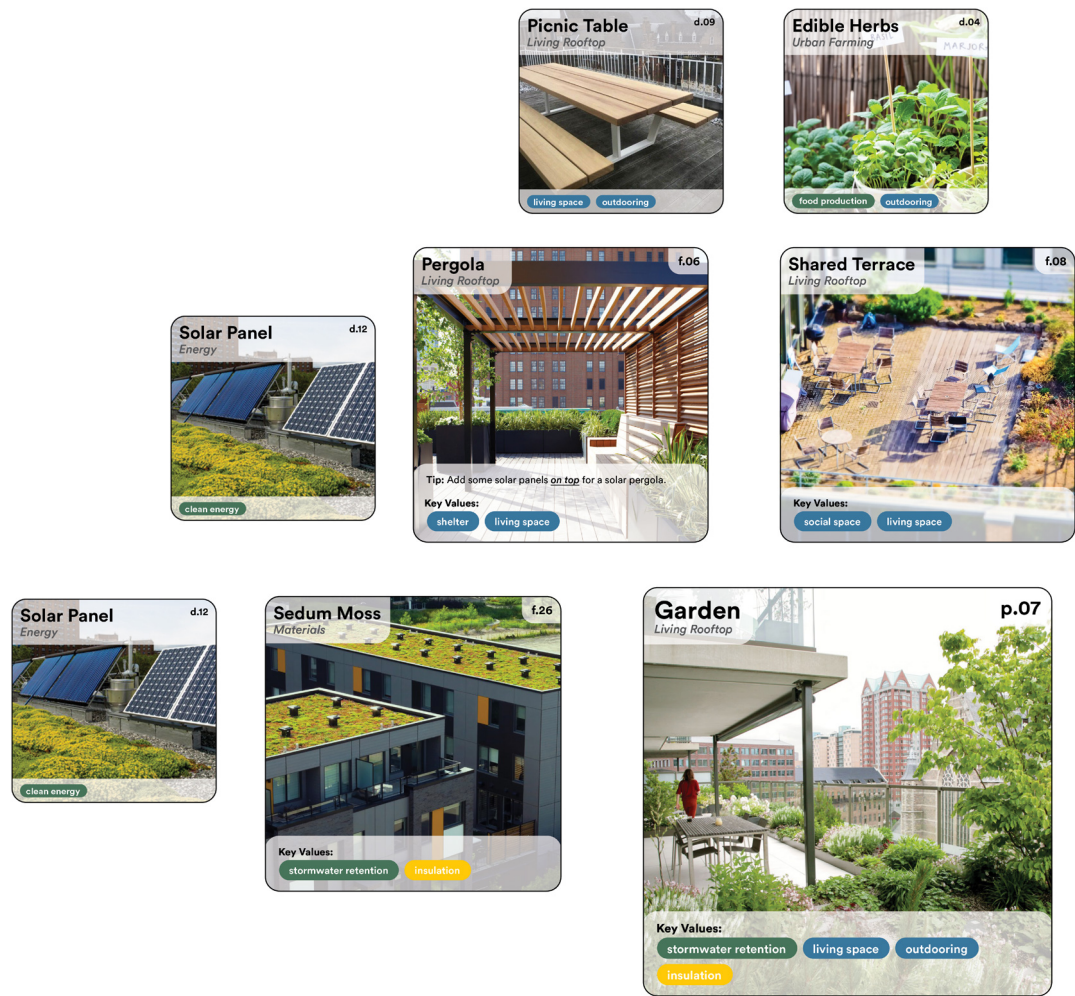 Picnic Table
d.09
Living Rooftop
living space outdooring
Edible Herbs
d.04
Urban Farming
MARJOR
food production outdooring
Solar Panel
d.12
Energy
clean energy
Pergola
f.06
Living Rooftop
Tip: Add some solar panels on top for a solar pergola.
Key Values:
shelter living space
Shared Terrace
f.08
Living Rooftop
Key Values:
social space living space
Solar Panel
d.12
Energy
clean energy
Sedum Moss
f.26
Materials
Key Values:
stormwater retention insulation
Garden
p.07
Living Rooftop
Key Values:
stormwater retention living space outdooring
insulation